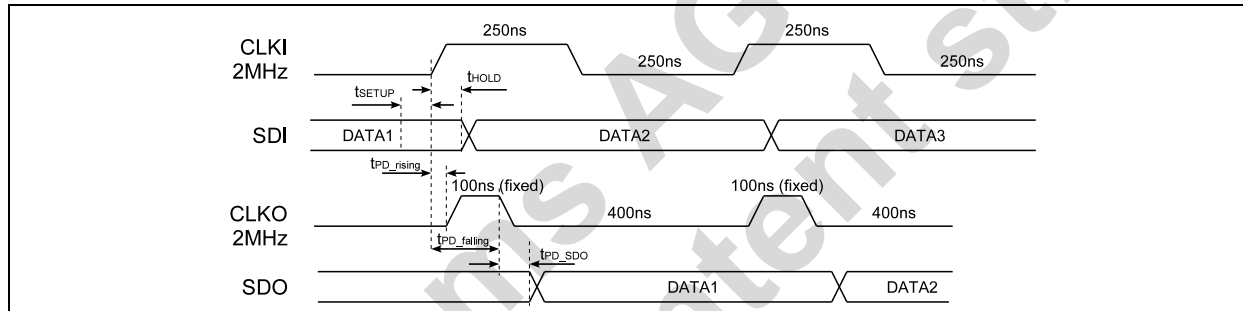 250ns 250ns
CLKI
2MHz
250ns 250ns
tHOLD
tSETUP
SDI DATA1 DATA2 DATA3
tPD_rising
100ns (fixed) 100ns (fixed)
CLKO
2MHz
400ns 400ns
tPD_falling
tPD_SDO
SDO DATA1 DATA2